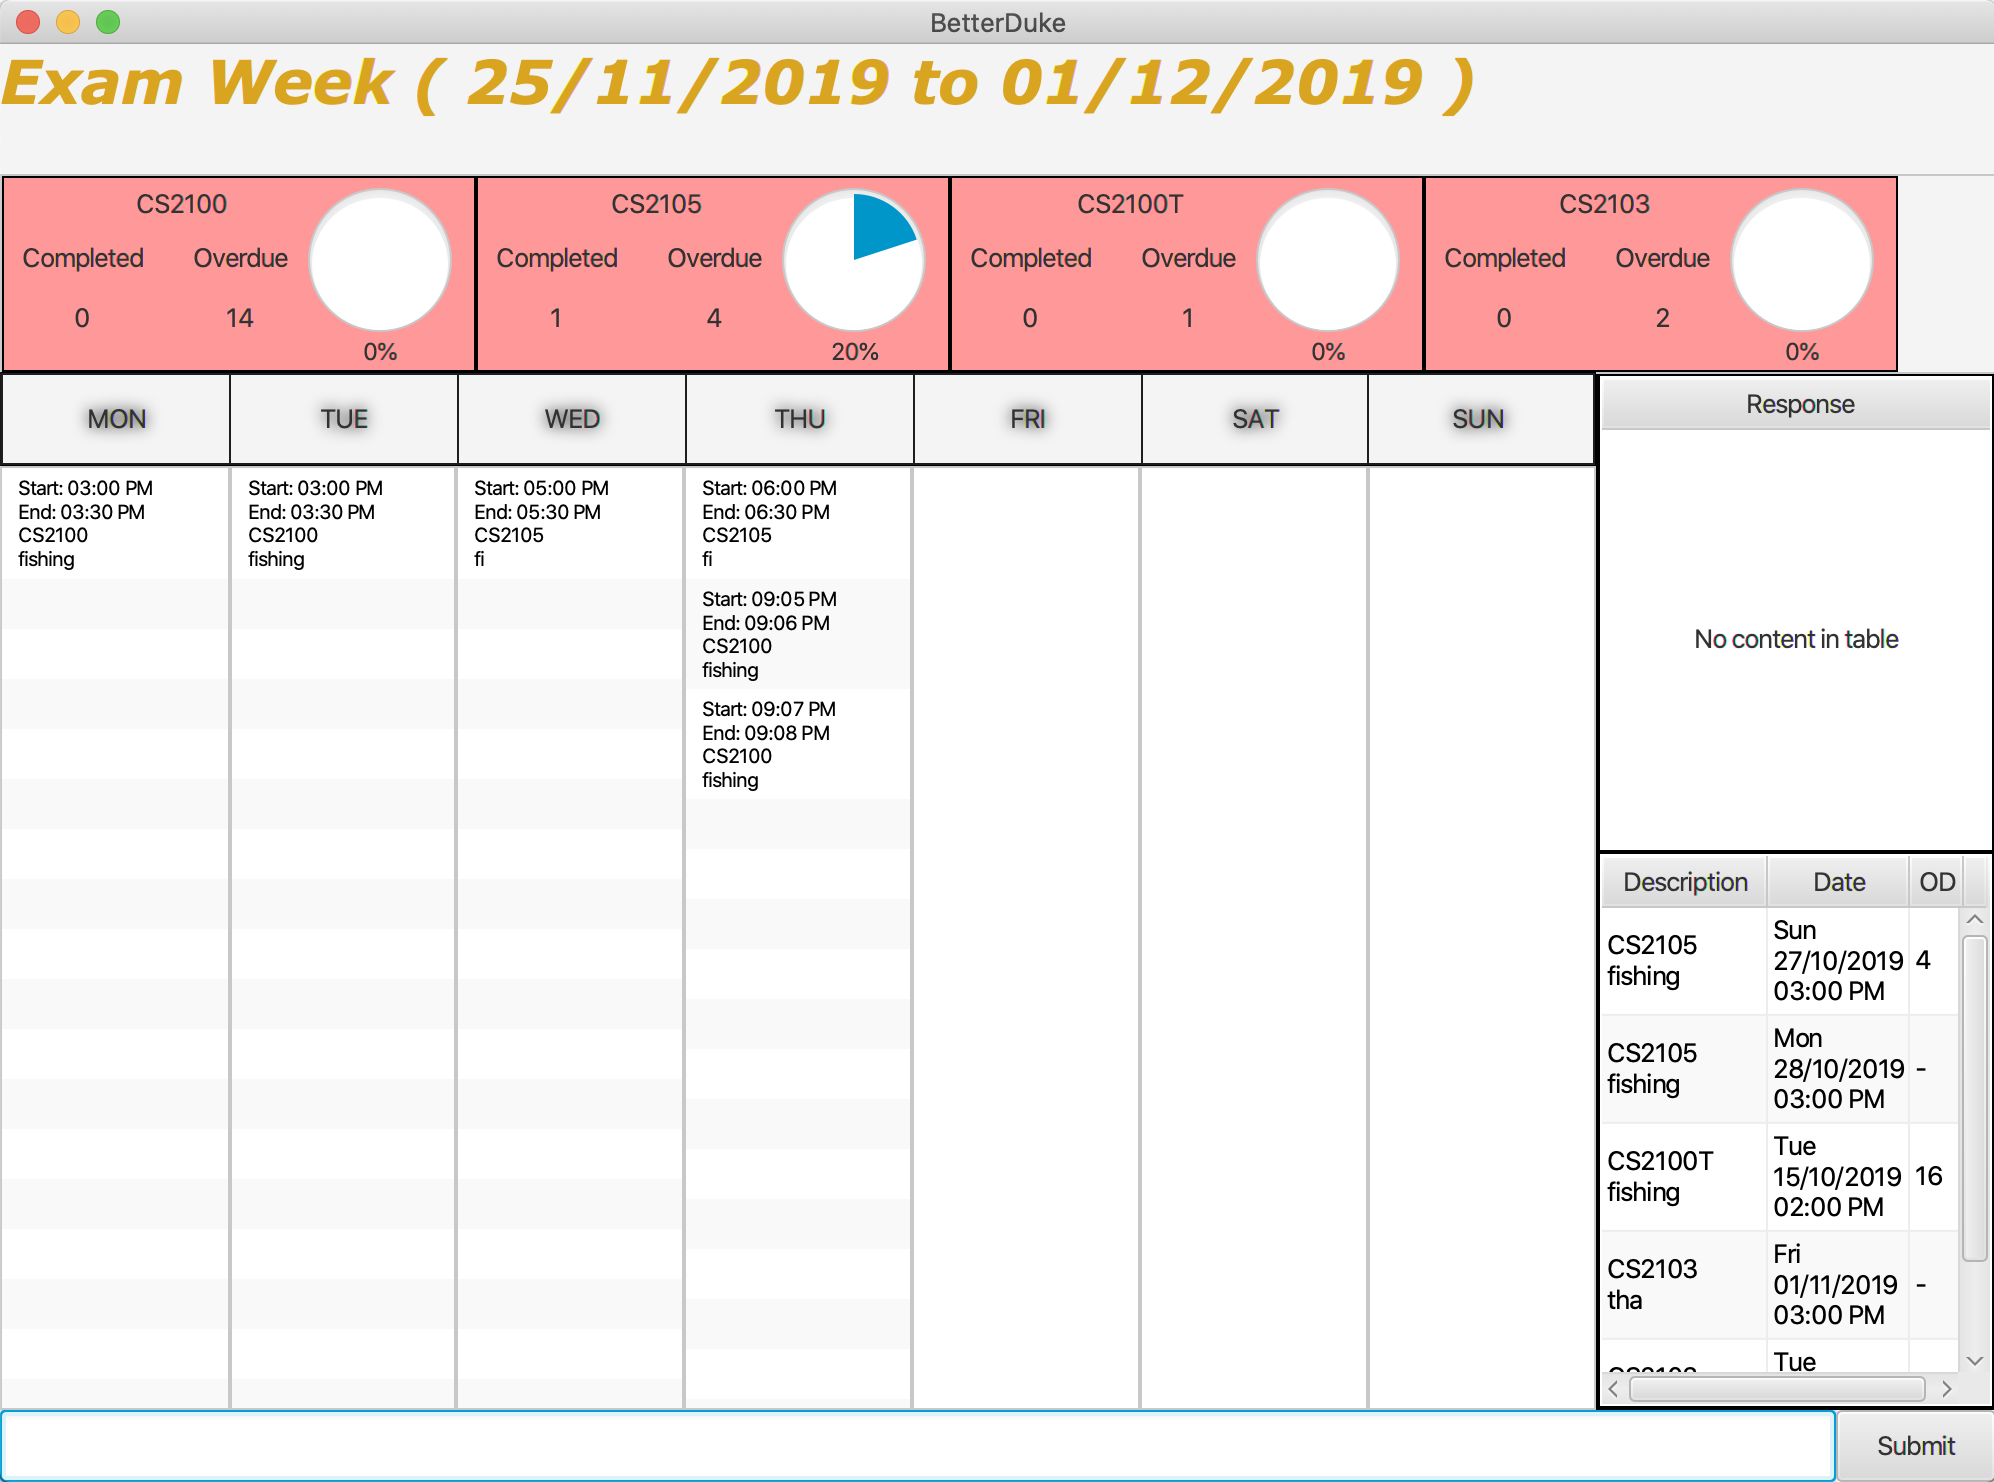 BetterDuke
Exam Week ( 25/11/2019 to 01/12/2019 )
CS2100
Completed Overdue
0 14
0%
CS2105
Completed Overdue
1 4
20%
CS2100T
Completed Overdue
0 1
0%
CS2103
Completed Overdue
0 2
0%
MON TUE WED THU FRI SAT SUN
Start: 03:00 PM
End: 03:30 PM
CS2100
fishing
Start: 03:00 PM
End: 03:30 PM
CS2100
fishing
Start: 05:00 PM
End: 05:30 PM
CS2105
fi
Start: 06:00 PM
End: 06:30 PM
CS2105
fi
Start: 09:05 PM
End: 09:06 PM
CS2100
fishing
Start: 09:07 PM
End: 09:08 PM
CS2100
fishing
Response
No content in table
Description Date OD
CS2105
fishing
Sun
27/10/2019
03:00 PM
4
CS2105
fishing
Mon
28/10/2019
03:00 PM
-
CS2100T
fishing
Tue
15/10/2019
02:00 PM
16
CS2103
tha
Fri
01/11/2019
03:00 PM
-
Tue
Submit